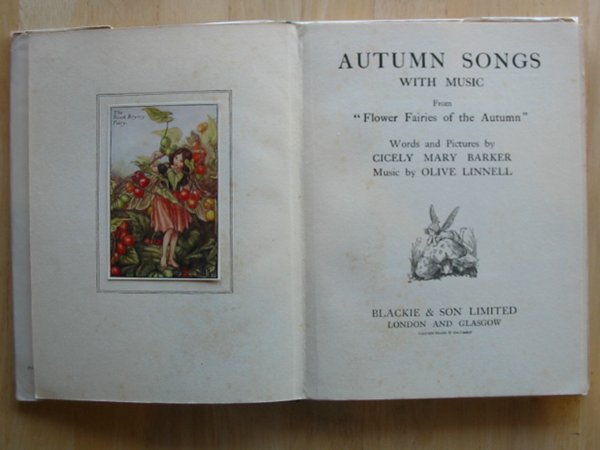 The
Black Bryony
Fairy
AUTUMN SONGS
WITH MUSIC
From
"Flower Fairies of the Autumn"
Words and Pictures by
CICELY MARY BARKER
Music by OLIVE LINNELL
BLACKIE & SON LIMITED
LONDON AND GLASGOW